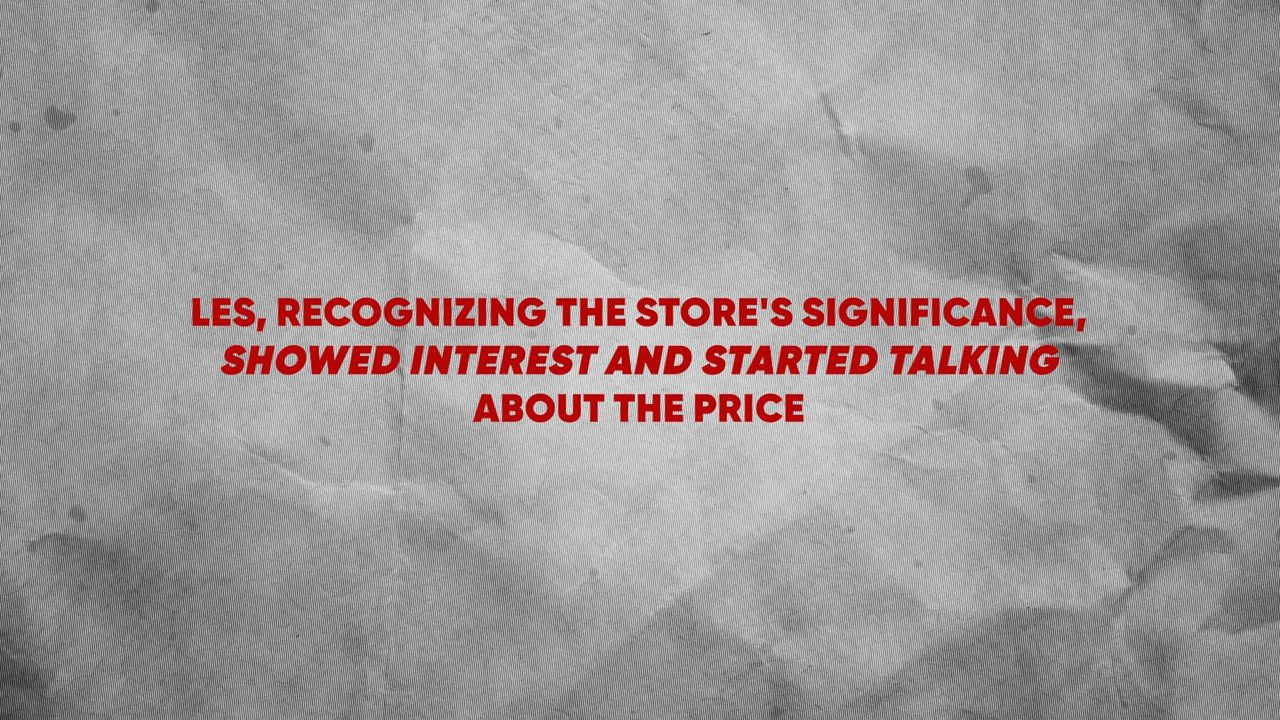 LES, RECOGNIZING THE STORE'S SIGNIFICANCE,
SHOWED INTEREST AND STARTED TALKING
ABOUT THE PRICE